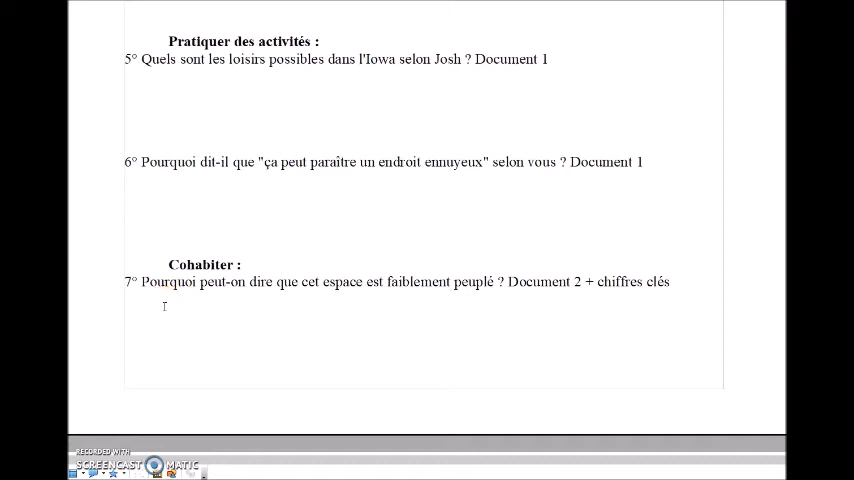 Pratiquer des activités :
5° Quels sont les loisirs possibles dans l'Iowa selon Josh ? Document 1
6° Pourquoi dit-il que "ça peut paraître un endroit ennuyeux" selon vous ? Document 1
Cohabiter :
7° Pourquoi peut-on dire que cet espace est faiblement peuplé ? Document 2 + chiffres clés
RECORDED WITH
SCREENCAST MATIC